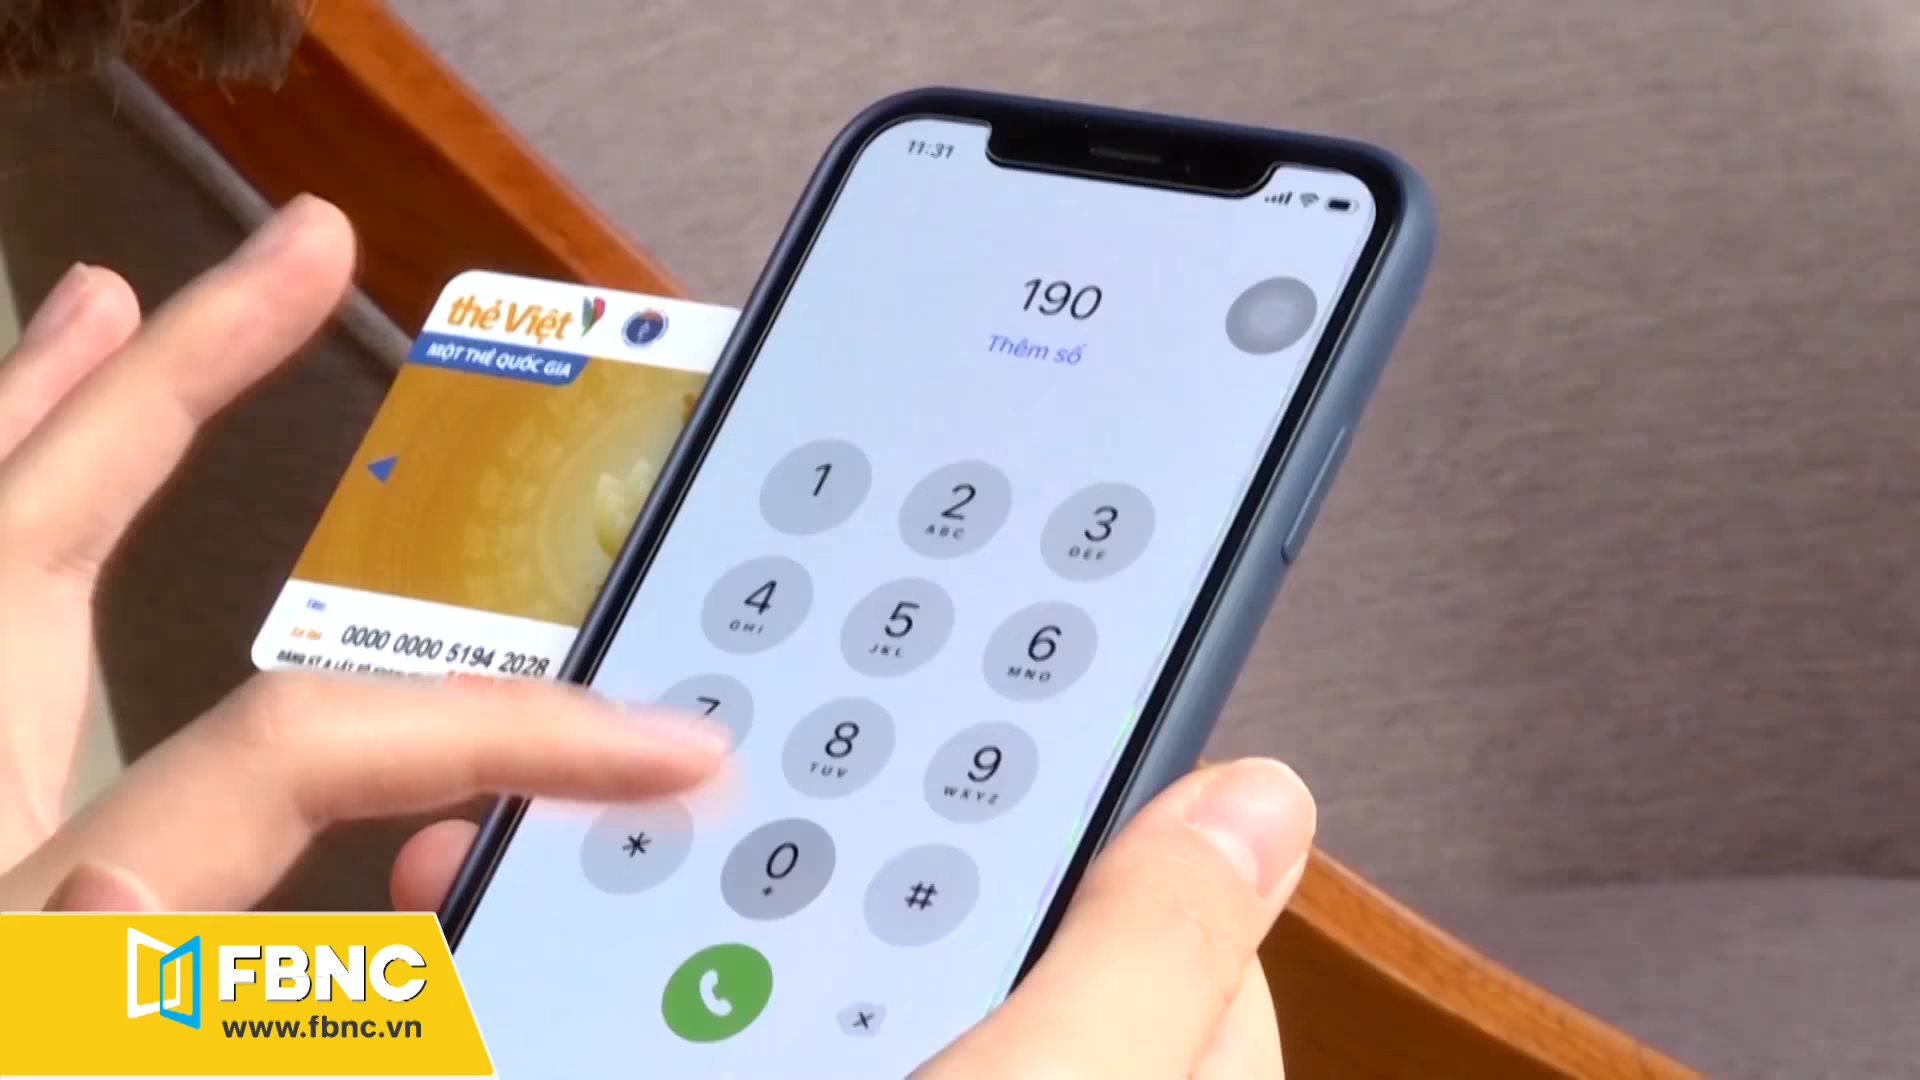 11:31
190
Thêm số
1
2
ABC
3
DEF
4
GHI
5
JKL
6
MNO
7
8
TUV
9
WXYZ
*
0
+
#
thẻ Việt
MỘT THẺ QUỐC GIA
0000 0000 5194 2028
FBNC
www.fbnc.vn